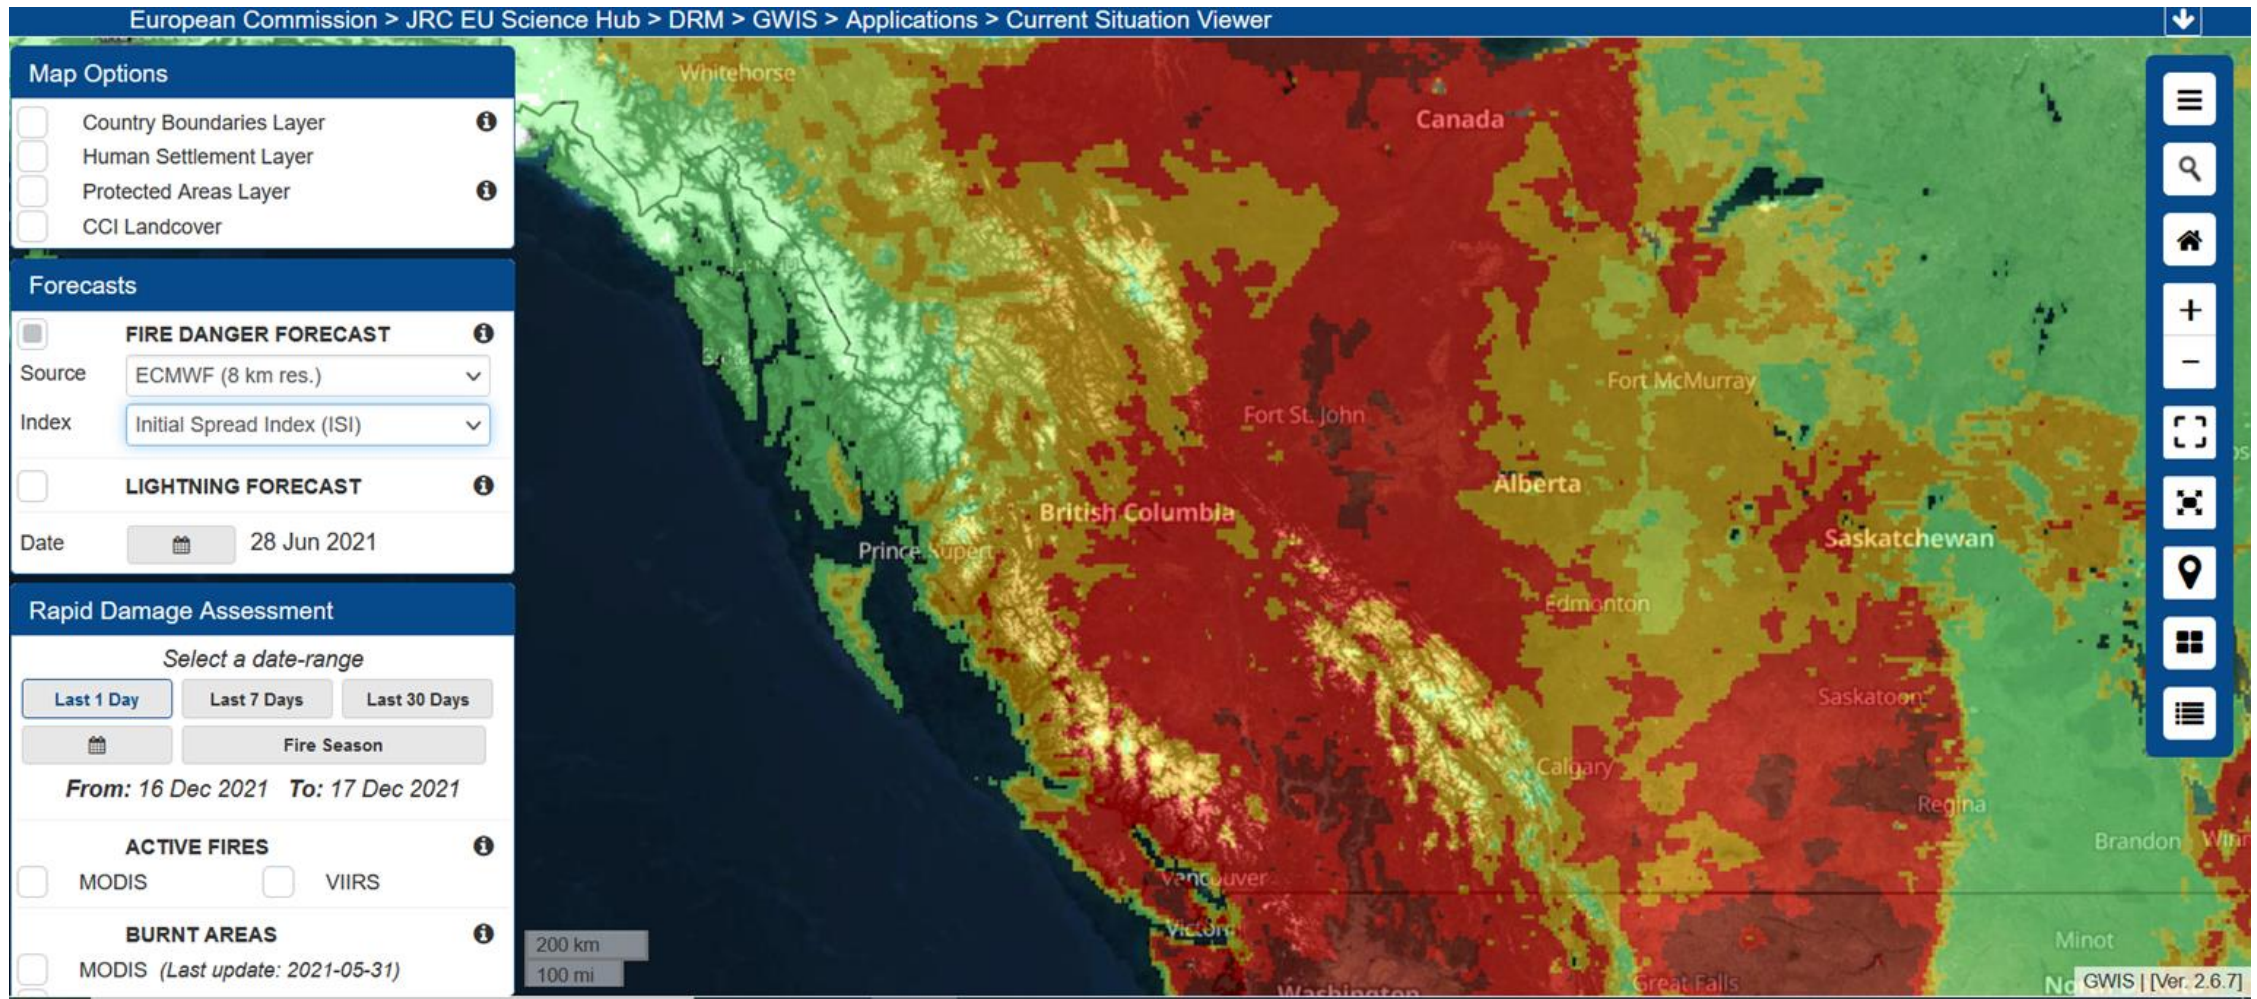 European Commission > JRC EU Science Hub > DRM > GWIS > Applications > Current Situation Viewer
Map Options
Country Boundaries Layer
Human Settlement Layer
Protected Areas Layer
CCI Landcover
Forecasts
FIRE DANGER FORECAST
Source ECMWF (8 km res.)
Index Initial Spread Index (ISI)
LIGHTNING FORECAST
Date 28 Jun 2021
Rapid Damage Assessment
Select a date-range
Last 1 Day Last 7 Days Last 30 Days
Fire Season
From: 16 Dec 2021 To: 17 Dec 2021
ACTIVE FIRES
MODIS VIIRS
BURNT AREAS
MODIS (Last update: 2021-05-31)
Whitehorse
Canada
Fort McMurray
Fort St. John
Alberta
British Columbia
Saskatchewan
Prince Rupert
Edmonton
Saskatoon
Calgary
Regina
Brandon
Vancouver
Victori
Minot
200 km
100 mi
Great Falls
Washington
GWIS | [Ver. 2.6.7]